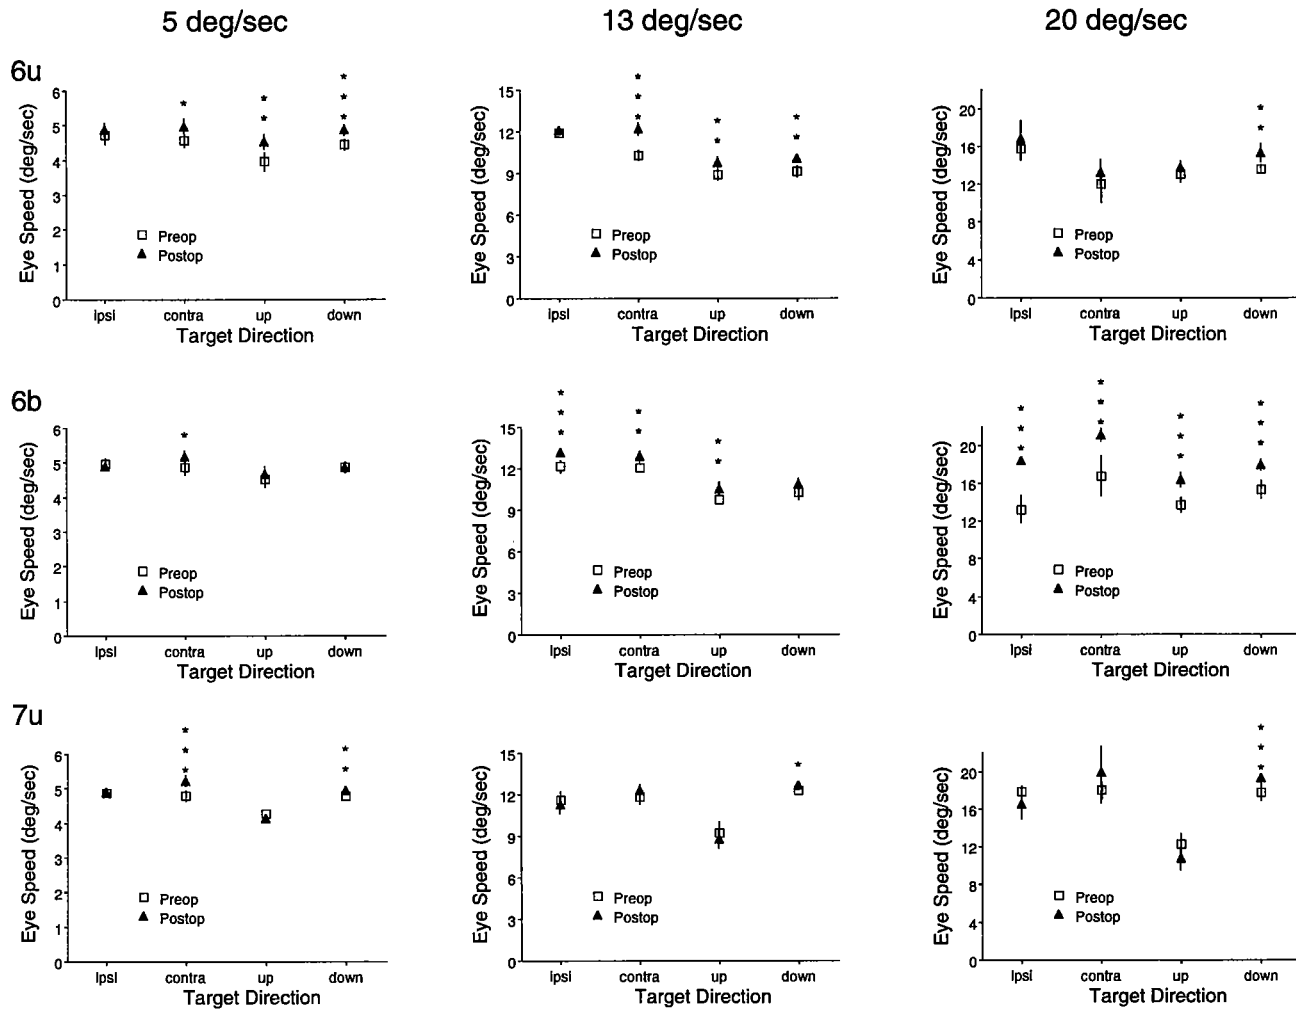 5 deg/sec
13 deg/sec
20 deg/sec
6u
Eye Speed (deg/sec)
6
5
4
3
2
1
0
* * * * * * * *
Preop
Postop
ipsi contra up down
Target Direction
Eye Speed (deg/sec)
15
12
9
6
3
0
* * * * * * *
Preop
Postop
ipsi contra up down
Target Direction
Eye Speed (deg/sec)
20
16
12
8
4
0
* * *
Preop
Postop
ipsi contra up down
Target Direction
6b
Eye Speed (deg/sec)
6
5
4
3
2
1
0
*
Preop
Postop
ipsi contra up down
Target Direction
Eye Speed (deg/sec)
15
12
9
6
3
0
* * * * * * *
Preop
Postop
ipsi contra up down
Target Direction
Eye Speed (deg/sec)
20
16
12
8
4
0
* * * * * * * * * * * *
Preop
Postop
ipsi contra up down
Target Direction
7u
Eye Speed (deg/sec)
6
5
4
3
2
1
0
* * * * *
Preop
Postop
ipsi contra up down
Target Direction
Eye Speed (deg/sec)
15
12
9
6
3
0
*
Preop
Postop
ipsi contra up down
Target Direction
Eye Speed (deg/sec)
20
16
12
8
4
0
* * *
Preop
Postop
ipsi contra up down
Target Direction